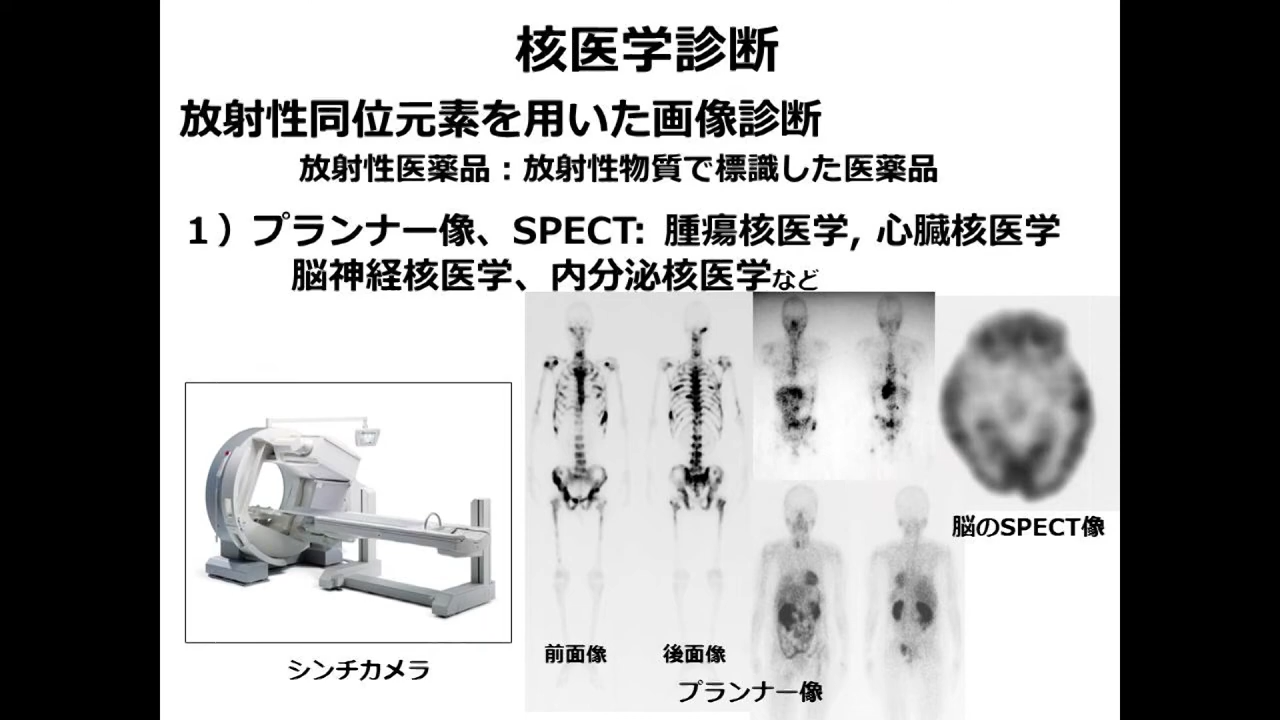 核医学診断
放射性同位元素を用いた画像診断
放射性医薬品：放射性物質で標識した医薬品
１）プランナー像、SPECT: 腫瘍核医学, 心臓核医学
脳神経核医学、内分泌核医学など
脳のSPECT像
前面像
後面像
シンチカメラ
プランナー像